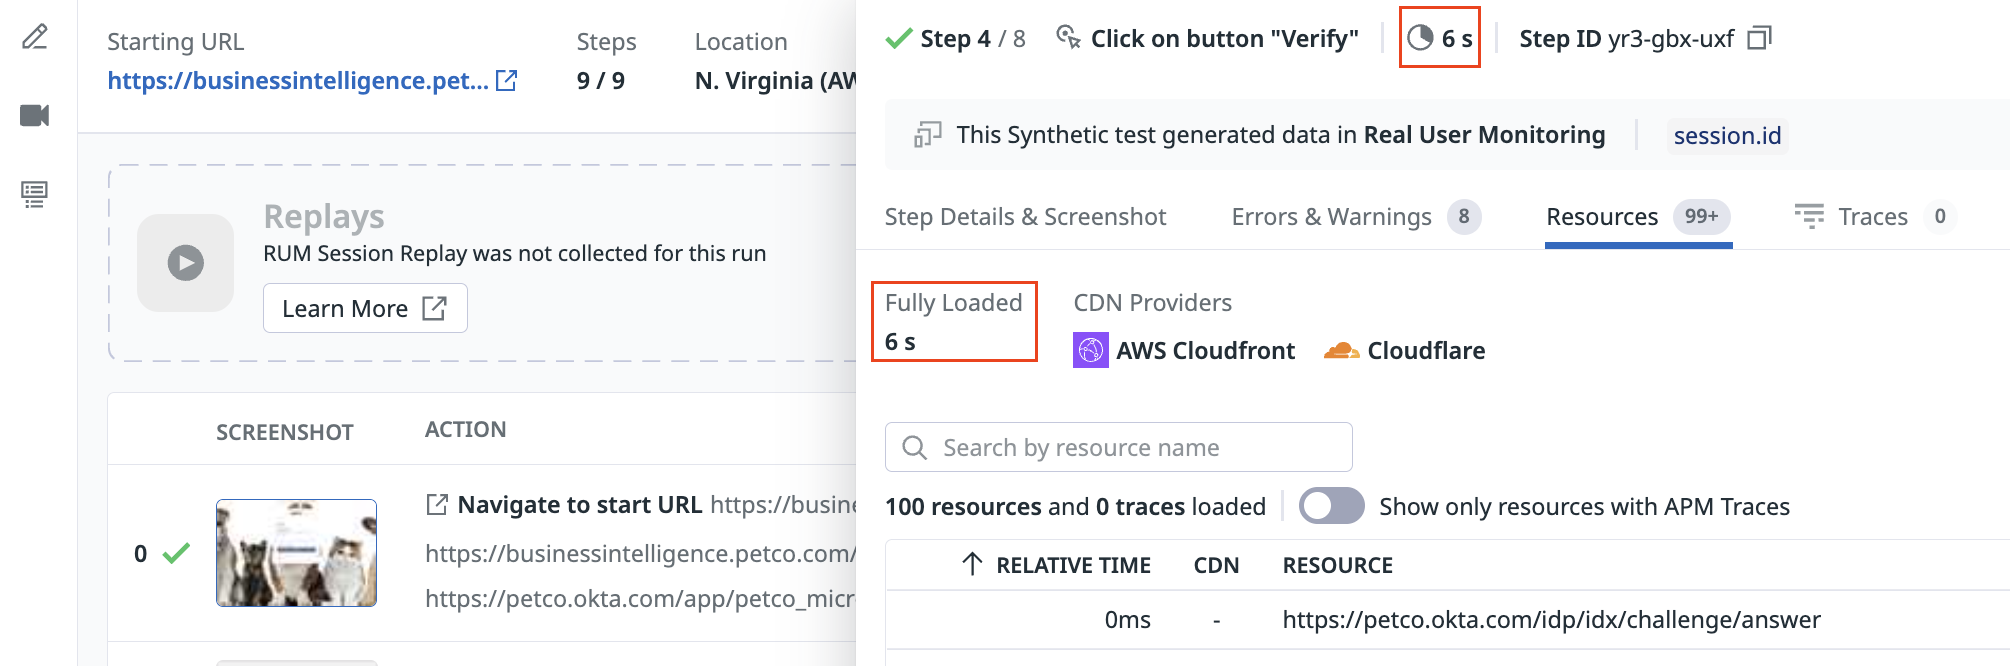 Starting URL
https://businessintelligence.pet...
Steps
9 / 9
Location
N. Virginia (AW
Replays
RUM Session Replay was not collected for this run
Learn More
SCREENSHOT
ACTION
0
Navigate to start URL https://busine
https://businessintelligence.petco.com/
https://petco.okta.com/app/petco_micr
Step 4 / 8
Click on button "Verify"
6 s
Step ID yr3-gbx-uxf
This Synthetic test generated data in Real User Monitoring
session.id
Step Details & Screenshot
Errors & Warnings 8
Resources 99+
Traces 0
Fully Loaded
6 s
CDN Providers
AWS Cloudfront
Cloudflare
Search by resource name
100 resources and 0 traces loaded
Show only resources with APM Traces
RELATIVE TIME CDN RESOURCE
0ms - https://petco.okta.com/idp/idx/challenge/answer